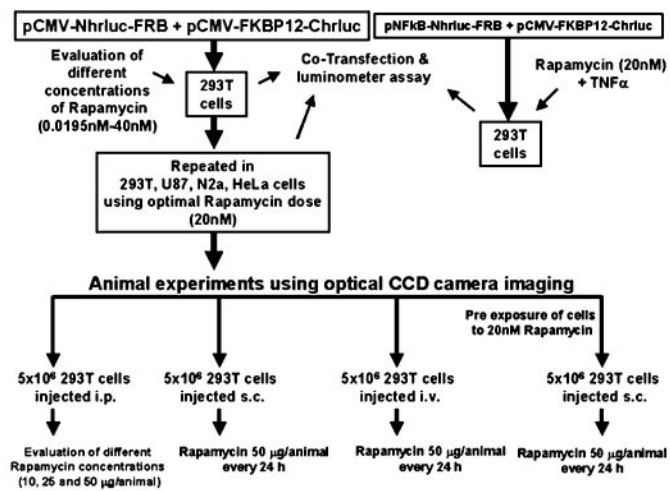 pCMV-Nhrluc-FRB + pCMV-FKBP12-Chrluc
pNFkB-Nhrluc-FRB + pCMV-FKBP12-Chrluc
Evaluation of
different
concentrations
of Rapamycin
(0.0195nM-40nM)
293T
cells
Co-Transfection &
luminometer assay
Rapamycin (20nM)
+ TNFα
293T
cells
Repeated in
293T, U87, N2a, HeLa cells
using optimal Rapamycin dose
(20nM)
Animal experiments using optical CCD camera imaging
Pre exposure of cells
to 20nM Rapamycin
5x10⁶ 293T cells
injected i.p.
5x10⁶ 293T cells
injected s.c.
5x10⁶ 293T cells
injected i.v.
5x10⁶ 293T cells
injected s.c.
Evaluation of different
Rapamycin concentrations
(10, 25 and 50 μg/animal)
Rapamycin 50 μg/animal
every 24 h
Rapamycin 50 μg/animal
every 24 h
Rapamycin 50 μg/animal
every 24 h